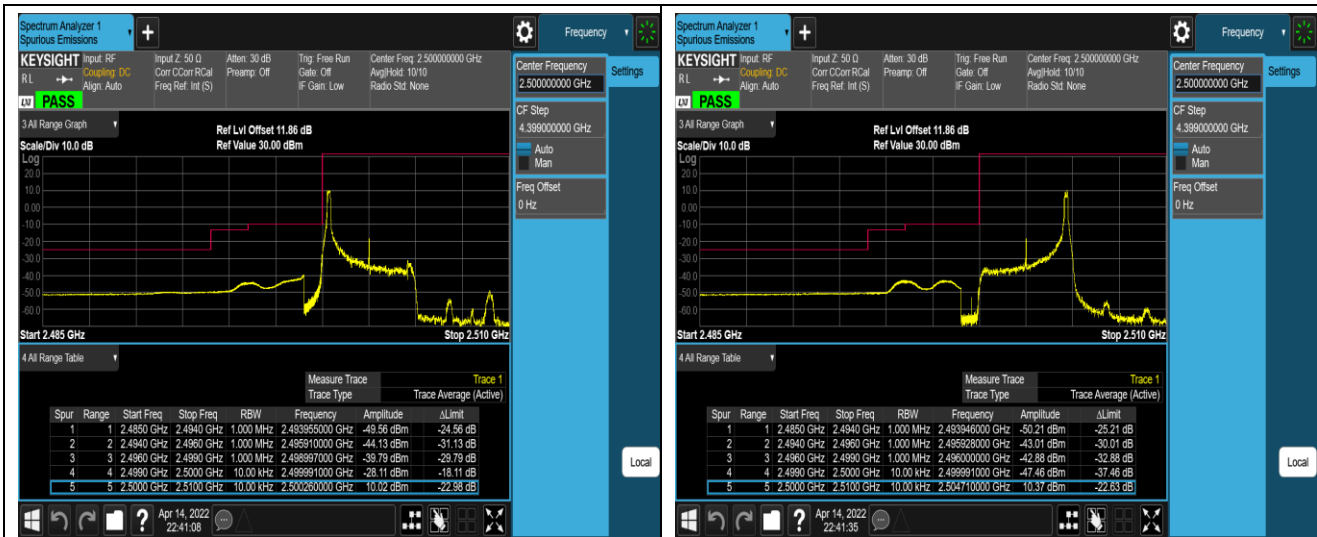 Spectrum Analyzer 1
Spurious Emissions
+
Frequency
KEYSIGHT
RL
Input: RF
Coupling: DC
Align: Auto
Input Z: 50 Ω
Corr CCorr RCal
Freq Ref: Int (S)
Atten: 30 dB
Preamp: Off
Trig: Free Run
Gate: Off
IF Gain: Low
Center Freq: 2.500000000 GHz
Avg|Hold: 10/10
Radio Std: None
LXI PASS
Center Frequency
2.500000000 GHz
Settings
CF Step
4.399000000 GHz
Auto
Man
Freq Offset
0 Hz
Local
3 All Range Graph
Scale/Div 10.0 dB
Ref Lvl Offset 11.86 dB
Ref Value 30.00 dBm
Log
20.0
10.0
0.00
-10.0
-20.0
-30.0
-40.0
-50.0
-60.0
Start 2.485 GHz
Stop 2.510 GHz
4 All Range Table
Measure Trace Trace 1
Trace Type Trace Average (Active)
Spur Range Start Freq Stop Freq RBW Frequency Amplitude ΔLimit
1 1 2.4850 GHz 2.4940 GHz 1.000 MHz 2.493955000 GHz -49.56 dBm -24.56 dB
2 2 2.4940 GHz 2.4960 GHz 1.000 MHz 2.495910000 GHz -44.13 dBm -31.13 dB
3 3 2.4960 GHz 2.4990 GHz 1.000 MHz 2.498997000 GHz -39.79 dBm -29.79 dB
4 4 2.4990 GHz 2.5000 GHz 10.00 kHz 2.499991000 GHz -28.11 dBm -18.11 dB
5 5 2.5000 GHz 2.5100 GHz 10.00 kHz 2.500260000 GHz 10.02 dBm -22.98 dB
?
Apr 14, 2022
22:41:08
Spectrum Analyzer 1
Spurious Emissions
+
Frequency
KEYSIGHT
RL
Input: RF
Coupling: DC
Align: Auto
Input Z: 50 Ω
Corr CCorr RCal
Freq Ref: Int (S)
Atten: 30 dB
Preamp: Off
Trig: Free Run
Gate: Off
IF Gain: Low
Center Freq: 2.500000000 GHz
Avg|Hold: 10/10
Radio Std: None
LXI PASS
Center Frequency
2.500000000 GHz
Settings
CF Step
4.399000000 GHz
Auto
Man
Freq Offset
0 Hz
Local
3 All Range Graph
Scale/Div 10.0 dB
Ref Lvl Offset 11.86 dB
Ref Value 30.00 dBm
Log
20.0
10.0
0.00
-10.0
-20.0
-30.0
-40.0
-50.0
-60.0
Start 2.485 GHz
Stop 2.510 GHz
4 All Range Table
Measure Trace Trace 1
Trace Type Trace Average (Active)
Spur Range Start Freq Stop Freq RBW Frequency Amplitude ΔLimit
1 1 2.4850 GHz 2.4940 GHz 1.000 MHz 2.493946000 GHz -50.21 dBm -25.21 dB
2 2 2.4940 GHz 2.4960 GHz 1.000 MHz 2.495928000 GHz -43.01 dBm -30.01 dB
3 3 2.4960 GHz 2.4990 GHz 1.000 MHz 2.496000000 GHz -42.88 dBm -32.88 dB
4 4 2.4990 GHz 2.5000 GHz 10.00 kHz 2.499991000 GHz -47.46 dBm -37.46 dB
5 5 2.5000 GHz 2.5100 GHz 10.00 kHz 2.504710000 GHz 10.37 dBm -22.63 dB
?
Apr 14, 2022
22:41:35